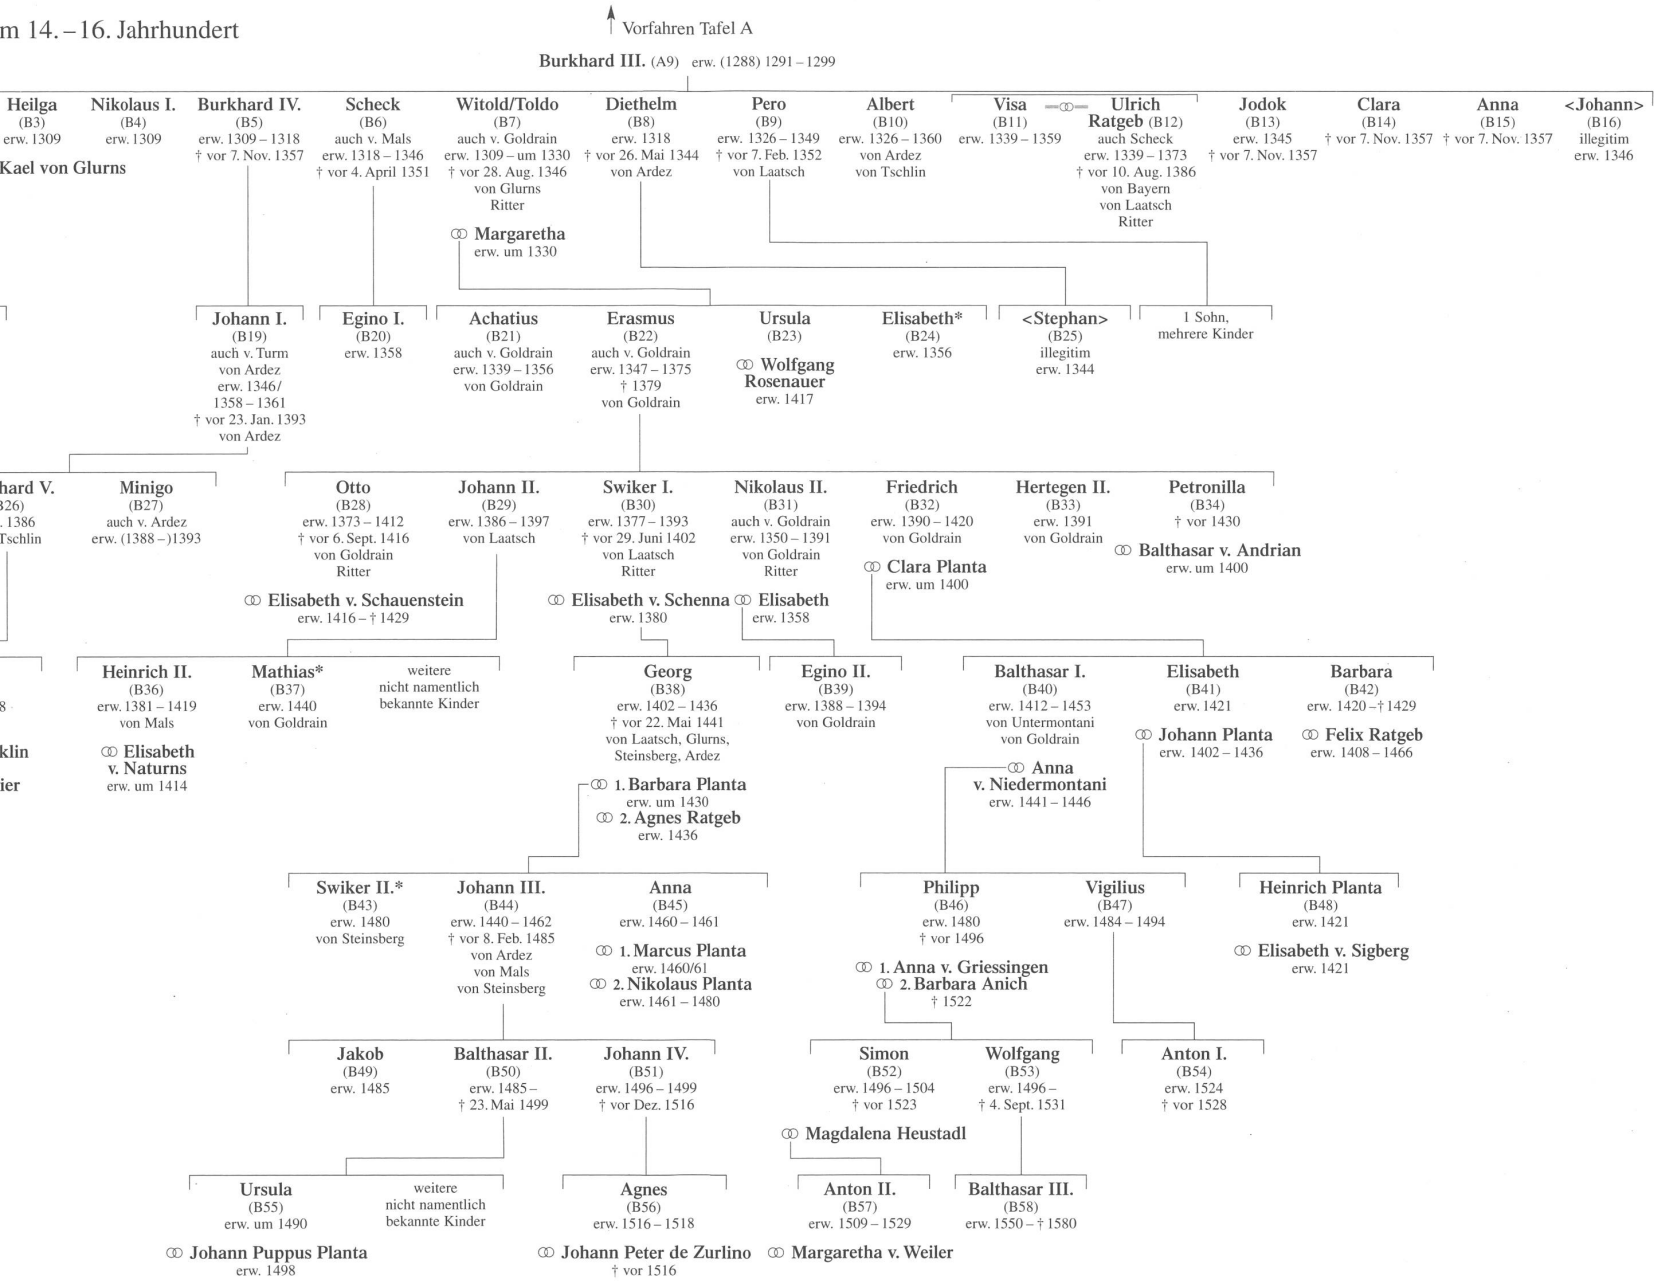 m 14. – 16. Jahrhundert
Vorfahren Tafel A
Burkhard III. (A9) erw. (1288) 1291 – 1299
Heilga
(B3)
erw. 1309
Kael von Glurns
Nikolaus I.
(B4)
erw. 1309
Burkhard IV.
(B5)
erw. 1309 – 1318
† vor 7. Nov. 1357
Scheck
(B6)
auch v. Mals
erw. 1318 – 1346
† vor 4. April 1351
Witold/Toldo
(B7)
auch v. Goldrain
erw. 1309 – um 1330
† vor 28. Aug. 1346
von Glurns
Ritter
⚭ Margaretha
erw. um 1330
Diethelm
(B8)
erw. 1318
† vor 26. Mai 1344
von Ardez
Pero
(B9)
erw. 1326 – 1349
† vor 7. Feb. 1352
von Laatsch
Albert
(B10)
erw. 1326 – 1360
von Ardez
von Tschlin
Visa
(B11)
erw. 1339 – 1359
⚭
Ulrich
Ratgeb (B12)
auch Scheck
erw. 1339 – 1373
† vor 10. Aug. 1386
von Bayern
von Laatsch
Ritter
Jodok
(B13)
erw. 1345
† vor 7. Nov. 1357
Clara
(B14)
† vor 7. Nov. 1357
Anna
(B15)
† vor 7. Nov. 1357
<Johann>
(B16)
illegitim
erw. 1346
Johann I.
(B19)
auch v. Turm
von Ardez
erw. 1346/
1358 – 1361
† vor 23. Jan. 1393
von Ardez
Egino I.
(B20)
erw. 1358
Achatius
(B21)
auch v. Goldrain
erw. 1339 – 1356
von Goldrain
Erasmus
(B22)
auch v. Goldrain
erw. 1347 – 1375
† 1379
von Goldrain
Ursula
(B23)
⚭ Wolfgang
Rosenauer
erw. 1417
Elisabeth*
(B24)
erw. 1356
<Stephan>
(B25)
illegitim
erw. 1344
1 Sohn,
mehrere Kinder
hard V.
B26)
. 1386
Tschlin
Minigo
(B27)
auch v. Ardez
erw. (1388 –)1393
Otto
(B28)
erw. 1373 – 1412
† vor 6. Sept. 1416
von Goldrain
Ritter
⚭ Elisabeth v. Schauenstein
erw. 1416 – † 1429
Johann II.
(B29)
erw. 1386 – 1397
von Laatsch
Swiker I.
(B30)
erw. 1377 – 1393
† vor 29. Juni 1402
von Laatsch
Ritter
⚭ Elisabeth v. Schenna
erw. 1380
Nikolaus II.
(B31)
auch v. Goldrain
erw. 1350 – 1391
von Goldrain
Ritter
⚭ Elisabeth
erw. 1358
Friedrich
(B32)
erw. 1390 – 1420
von Goldrain
⚭ Clara Planta
erw. um 1400
Hertegen II.
(B33)
erw. 1391
von Goldrain
Petronilla
(B34)
† vor 1430
⚭ Balthasar v. Andrian
erw. um 1400
8
klin
ier
Heinrich II.
(B36)
erw. 1381 – 1419
von Mals
⚭ Elisabeth
v. Naturns
erw. um 1414
Mathias*
(B37)
erw. 1440
von Goldrain
weitere
nicht namentlich
bekannte Kinder
Georg
(B38)
erw. 1402 – 1436
† vor 22. Mai 1441
von Laatsch, Glurns,
Steinsberg, Ardez
⚭ 1. Barbara Planta
erw. um 1430
⚭ 2. Agnes Ratgeb
erw. 1436
Egino II.
(B39)
erw. 1388 – 1394
von Goldrain
Balthasar I.
(B40)
erw. 1412 – 1453
von Untermontani
von Goldrain
⚭ Anna
v. Niedermontani
erw. 1441 – 1446
Elisabeth
(B41)
erw. 1421
⚭ Johann Planta
erw. 1402 – 1436
Barbara
(B42)
erw. 1420 – † 1429
⚭ Felix Ratgeb
erw. 1408 – 1466
Swiker II.*
(B43)
erw. 1480
von Steinsberg
Johann III.
(B44)
erw. 1440 – 1462
† vor 8. Feb. 1485
von Ardez
von Mals
von Steinsberg
Anna
(B45)
erw. 1460 – 1461
⚭ 1. Marcus Planta
erw. 1460/61
⚭ 2. Nikolaus Planta
erw. 1461 – 1480
Philipp
(B46)
erw. 1480
† vor 1496
⚭ 1. Anna v. Griessingen
⚭ 2. Barbara Anich
† 1522
Vigilius
(B47)
erw. 1484 – 1494
Heinrich Planta
(B48)
erw. 1421
⚭ Elisabeth v. Sigberg
erw. 1421
Jakob
(B49)
erw. 1485
Balthasar II.
(B50)
erw. 1485 –
† 23. Mai 1499
Johann IV.
(B51)
erw. 1496 – 1499
† vor Dez. 1516
Simon
(B52)
erw. 1496 – 1504
† vor 1523
⚭ Magdalena Heustadl
Wolfgang
(B53)
erw. 1496 –
† 4. Sept. 1531
Anton I.
(B54)
erw. 1524
† vor 1528
Ursula
(B55)
erw. um 1490
⚭ Johann Puppus Planta
erw. 1498
weitere
nicht namentlich
bekannte Kinder
Agnes
(B56)
erw. 1516 – 1518
⚭ Johann Peter de Zurlino
† vor 1516
Anton II.
(B57)
erw. 1509 – 1529
⚭ Margaretha v. Weiler
Balthasar III.
(B58)
erw. 1550 – † 1580